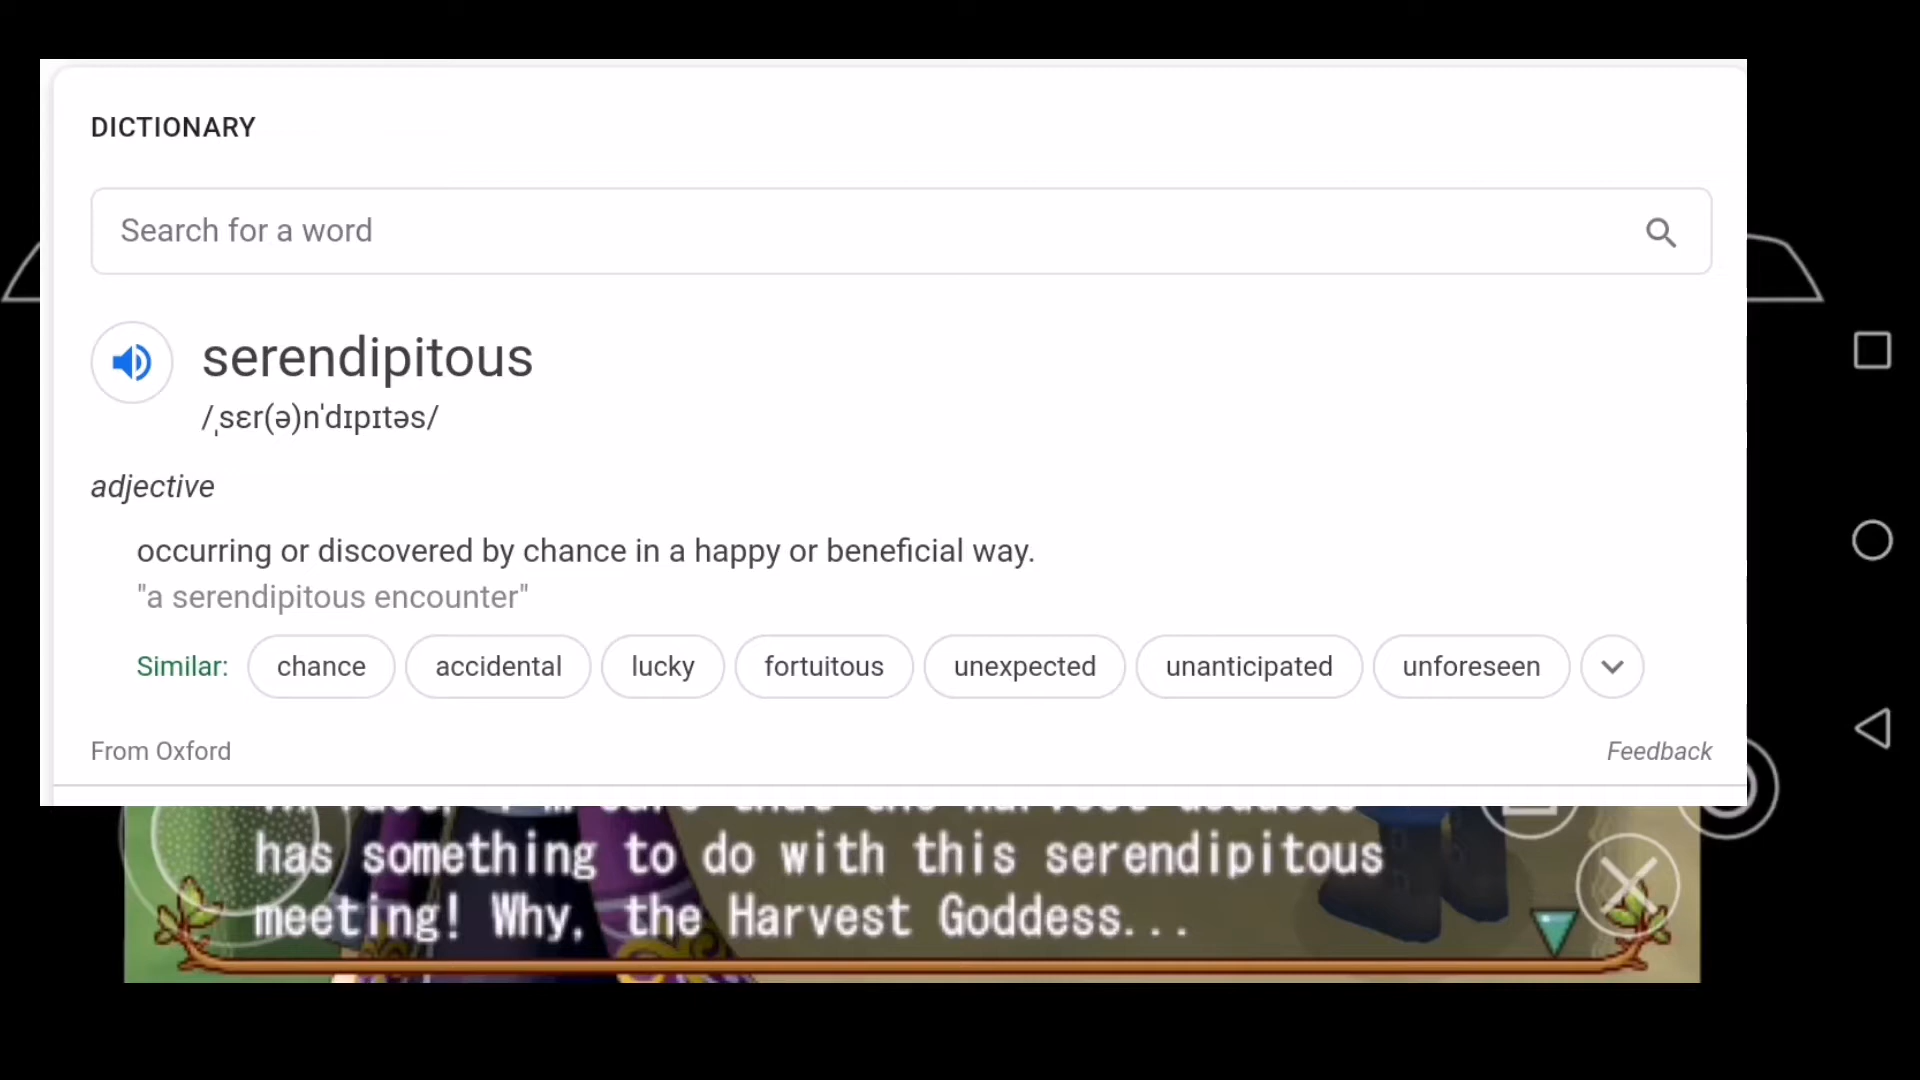 DICTIONARY
Search for a word
serendipitous
/ˌsɛr(ə)nˈdɪpɪtəs/
adjective
occurring or discovered by chance in a happy or beneficial way.
"a serendipitous encounter"
Similar: chance accidental lucky fortuitous unexpected unanticipated unforeseen
From Oxford Feedback
has something to do with this serendipitous
meeting! Why, the Harvest Goddess...